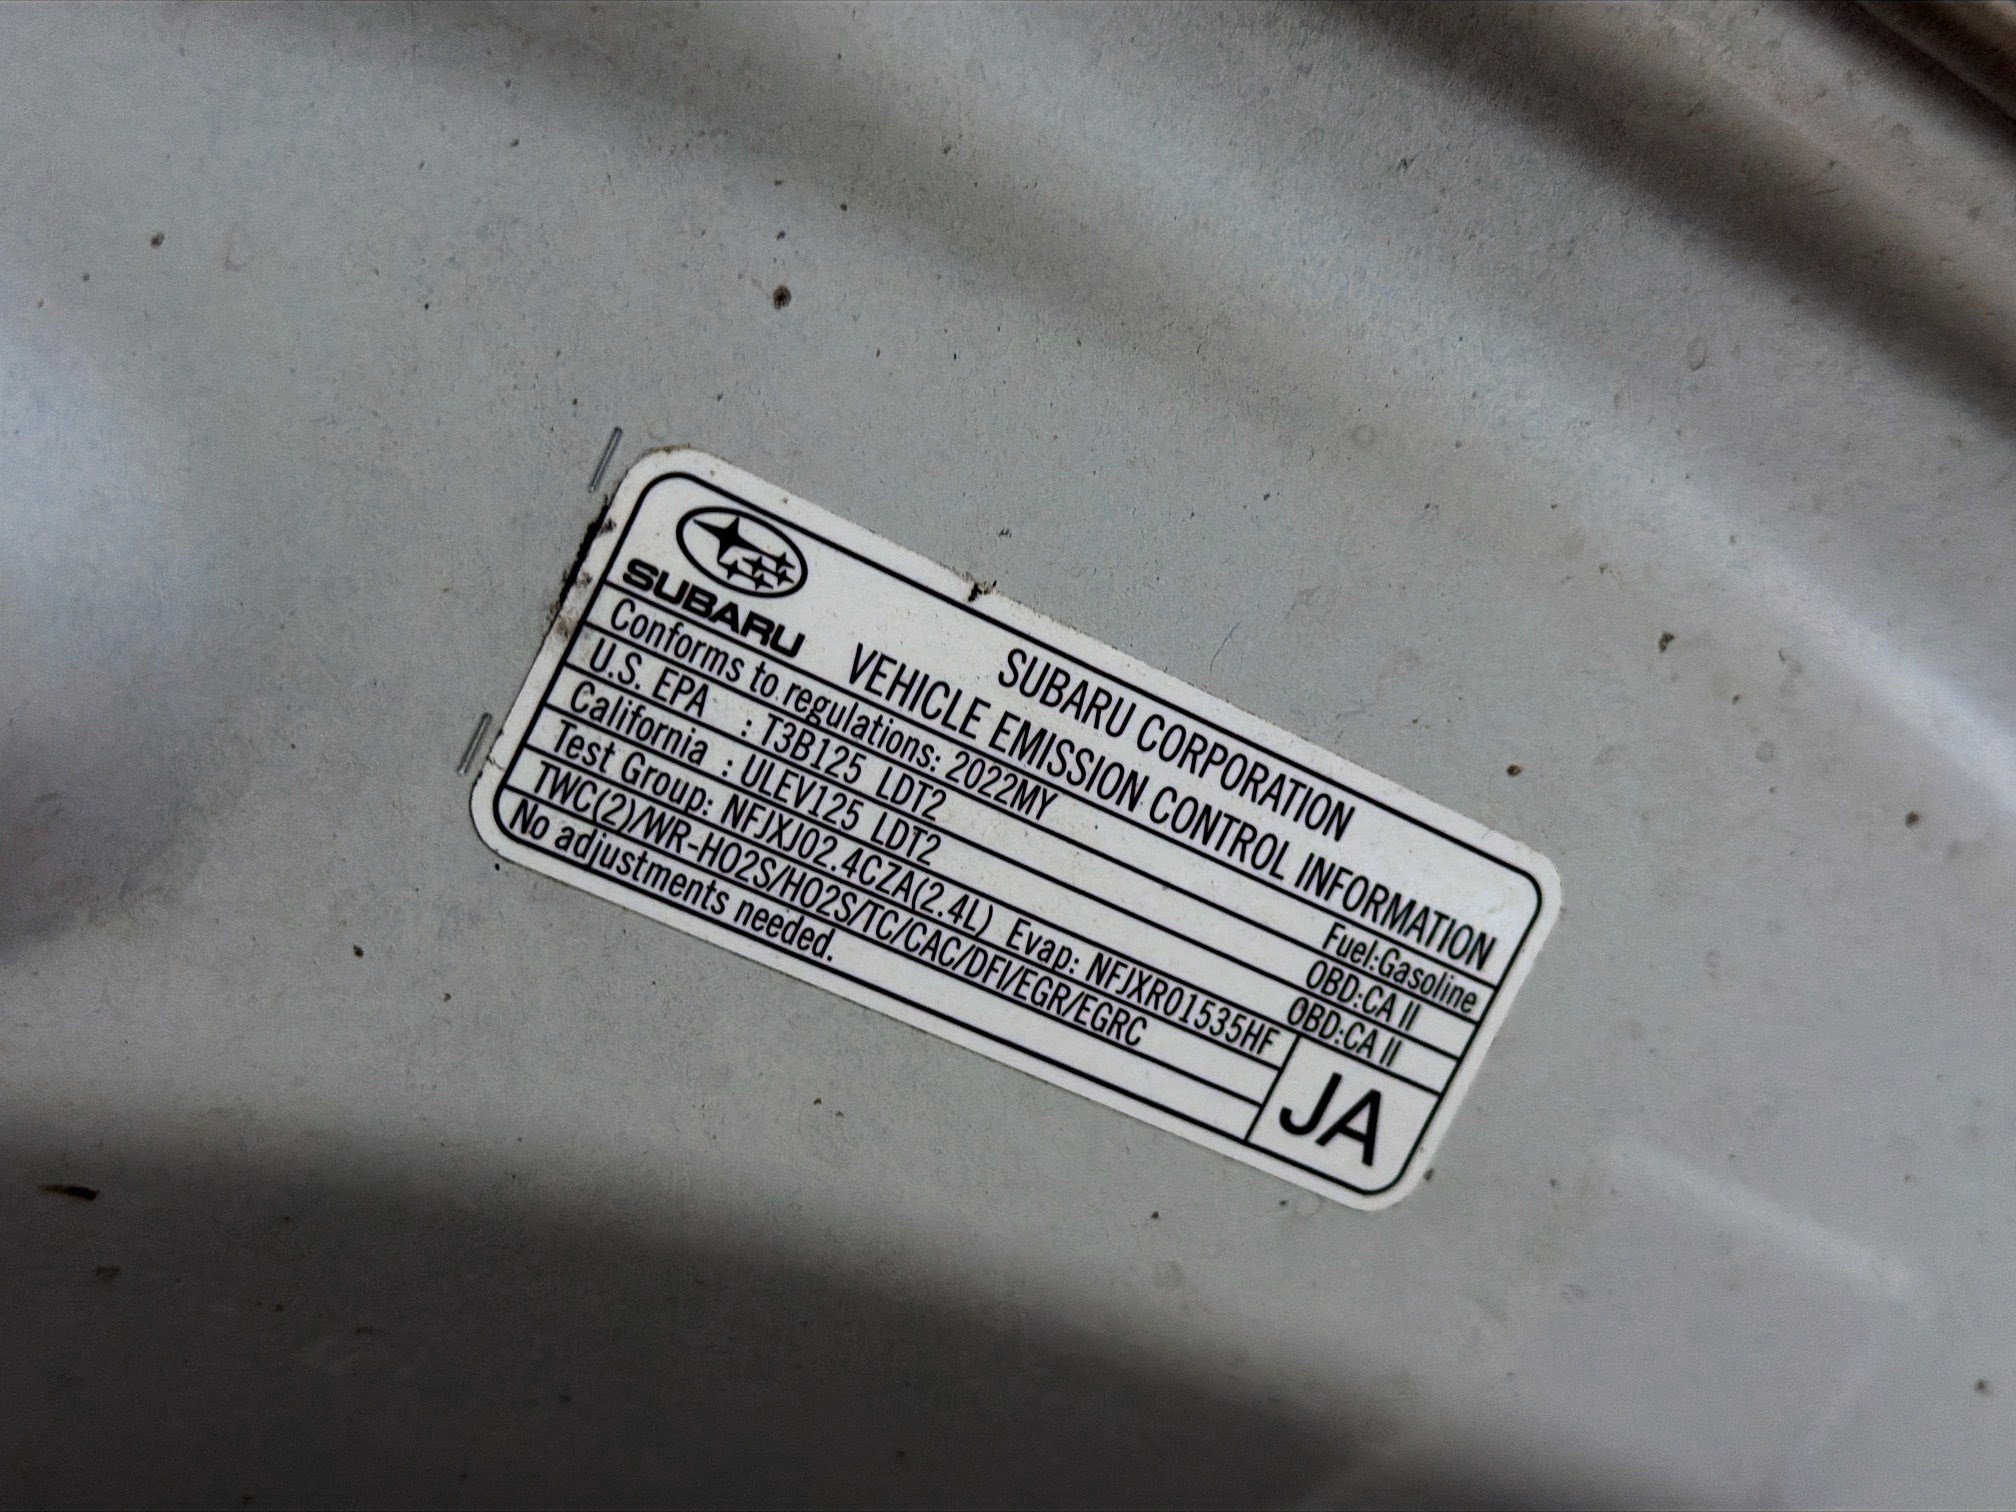 SUBARU
SUBARU CORPORATION
VEHICLE EMISSION CONTROL INFORMATION
Conforms to regulations: 2022MY Fuel:Gasoline
U.S. EPA : T3B125 LDT2 OBD:CA II
California : ULEV125 LDT2 OBD:CA II
Test Group: NFJXJ02.4CZA(2.4L) Evap: NFJXR01535HF
TWC(2)/WR-HO2S/HO2S/TC/CAC/DFI/EGR/EGRC
No adjustments needed.
JA